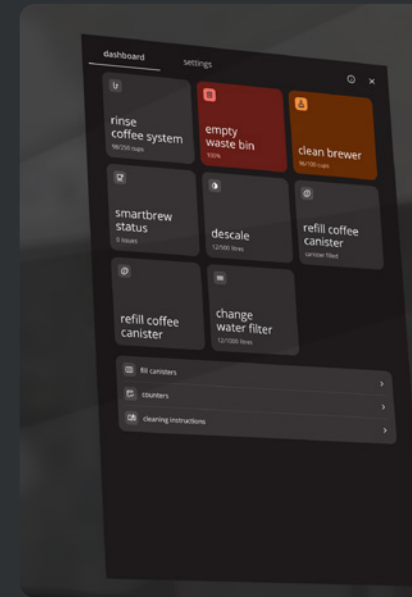 dashboard
settings
rinse
coffee system
98/250 cups
empty
waste bin
100%
clean brewer
96/100 cups
smartbrew
status
0 issues
descale
12/500 litres
refill coffee
canister
canister filled
refill coffee
canister
change
water filter
12/1000 litres
fill canisters
counters
cleaning instructions